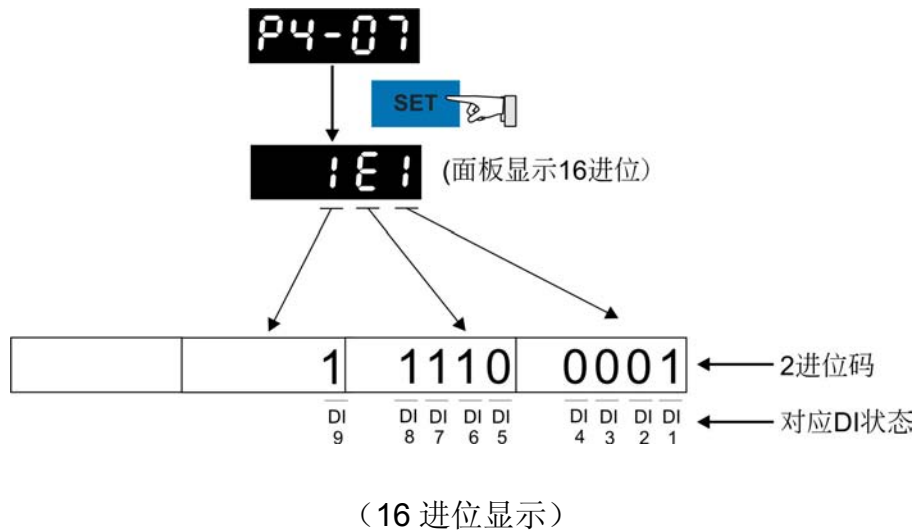 P4-07
SET
1E1 (面板显示16进位)
1 1110 0001 2进位码
DI DI DI DI DI DI DI DI DI 对应DI状态
9 8 7 6 5 4 3 2 1
（16 进位显示）